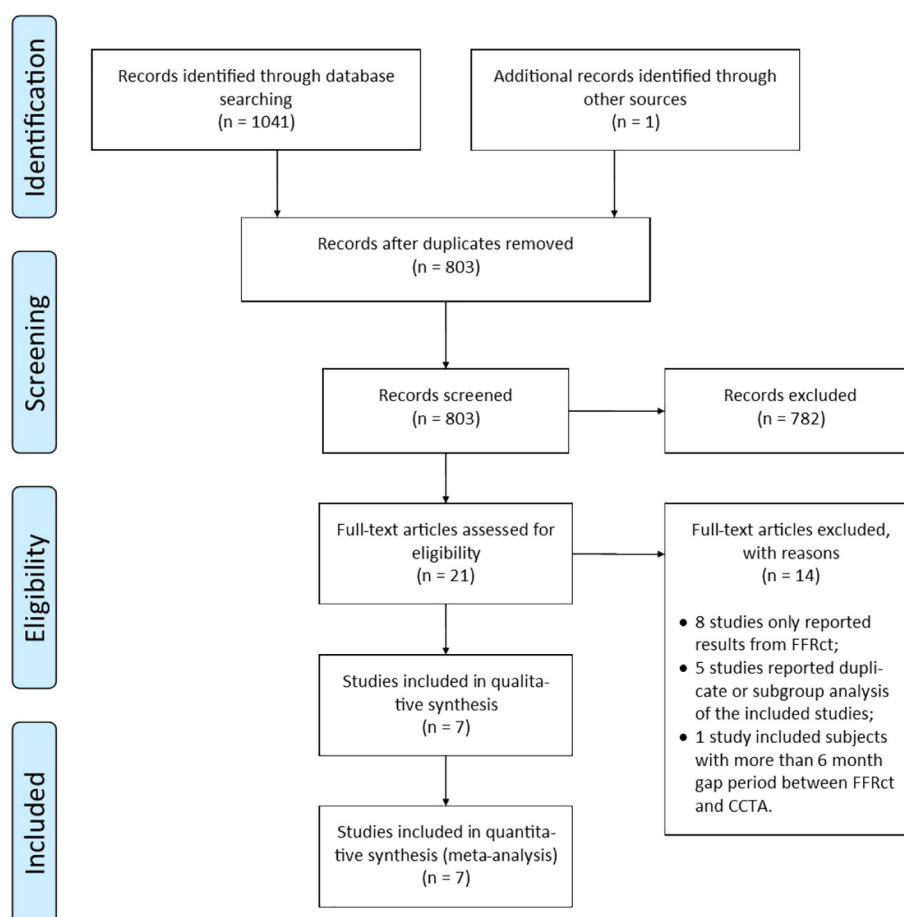 Identification
Records identified through database
searching
(n = 1041)
Additional records identified through
other sources
(n = 1)
Records after duplicates removed
(n = 803)
Screening
Records screened
(n = 803)
Records excluded
(n = 782)
Eligibility
Full-text articles assessed for
eligibility
(n = 21)
Full-text articles excluded,
with reasons
(n = 14)
• 8 studies only reported
results from FFRct;
• 5 studies reported dupli-
cate or subgroup analysis
of the included studies;
• 1 study included subjects
with more than 6 month
gap period between FFRct
and CCTA.
Studies included in qualita-
tive synthesis
(n = 7)
Included
Studies included in quantita-
tive synthesis (meta-analysis)
(n = 7)